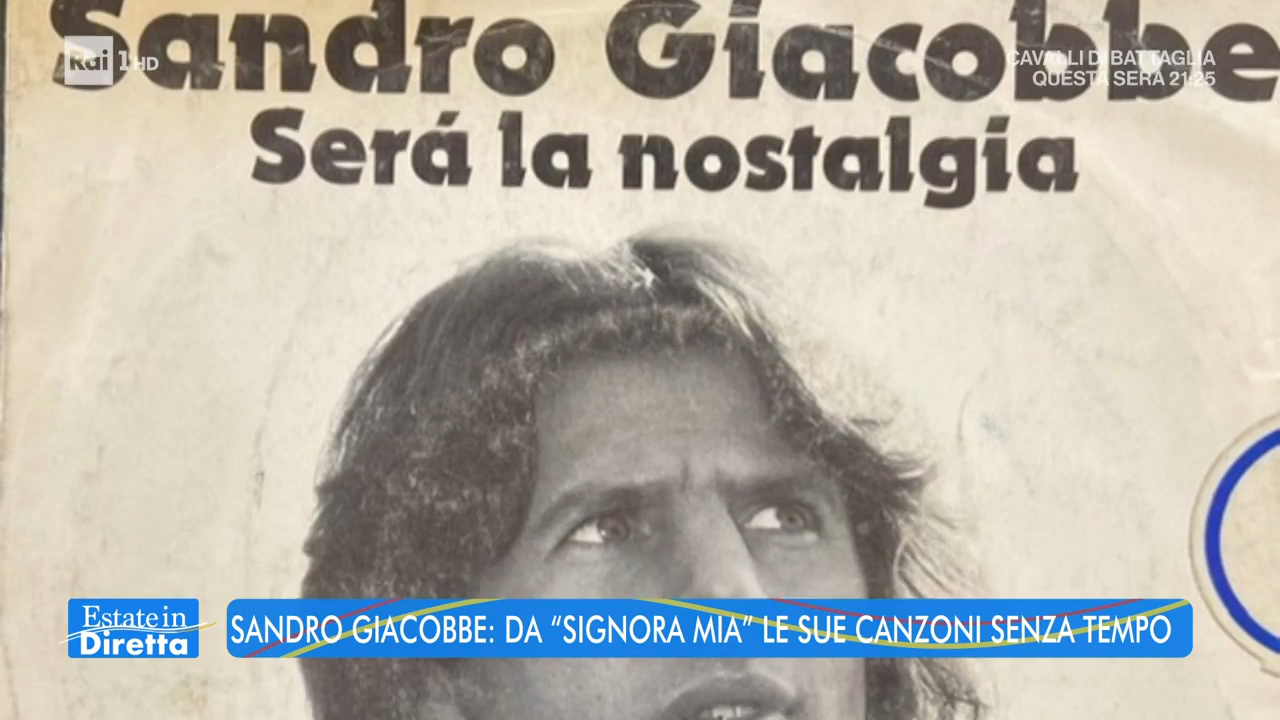 Sandro Giacobbe
Rai 1 HD
CAVALLI DI BATTAGLIA
QUESTA SERA 21:25
Será la nostalgia
Estate in
Diretta
SANDRO GIACOBBE: DA “SIGNORA MIA” LE SUE CANZONI SENZA TEMPO